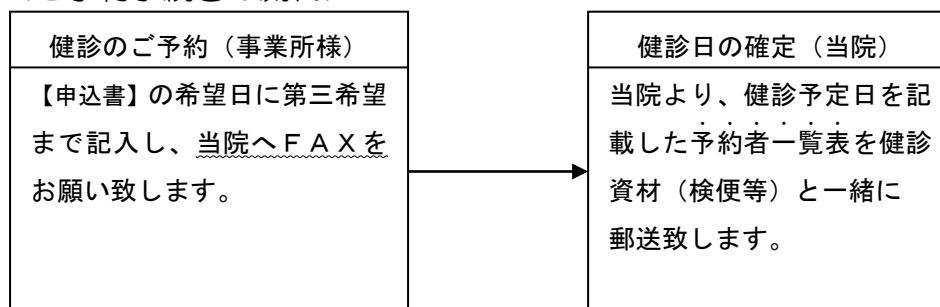 健診のご予約（事業所様）
【申込書】の希望日に第三希望
まで記入し、当院へＦＡＸを
お願い致します。
健診日の確定（当院）
当院より、健診予定日を記
載した予約者一覧表を健診
資材（検便等）と一緒に
郵送致します。